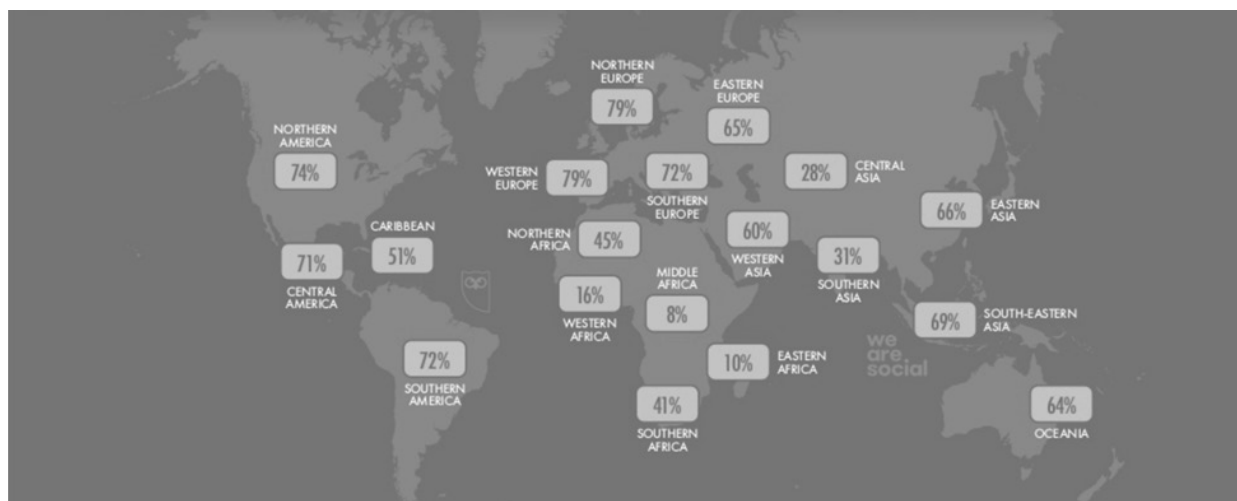 NORTHERN
EUROPE
79%
EASTERN
EUROPE
65%
NORTHERN
AMERICA
74%
WESTERN
EUROPE
79%
72%
SOUTHERN
EUROPE
28%
CENTRAL
ASIA
66%
EASTERN
ASIA
CARIBBEAN
51%
NORTHERN
AFRICA
45%
60%
WESTERN
ASIA
31%
SOUTHERN
ASIA
71%
CENTRAL
AMERICA
16%
WESTERN
AFRICA
MIDDLE
AFRICA
8%
69%
SOUTH-EASTERN
ASIA
we
are
social
72%
SOUTHERN
AMERICA
10%
EASTERN
AFRICA
41%
SOUTHERN
AFRICA
64%
OCEANIA